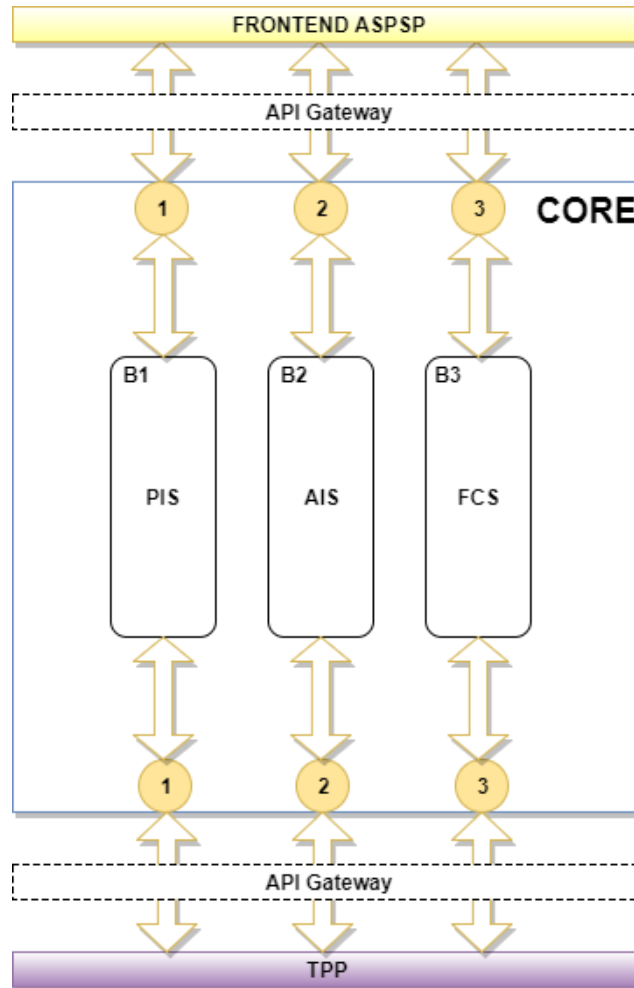 FRONTEND ASPSP
API Gateway
1 2 3
CORE
B1 B2 B3
PIS AIS FCS
1 2 3
API Gateway
TPP